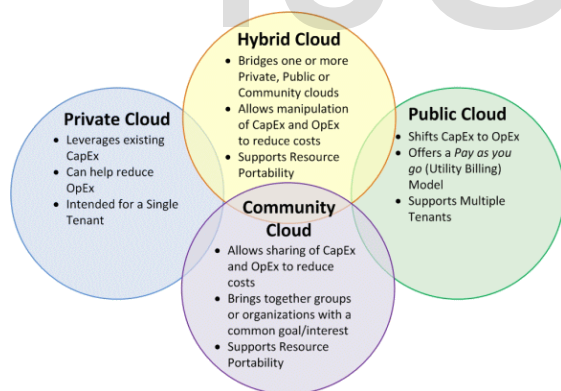 Hybrid Cloud
• Bridges one or more
Private, Public or
Community clouds
• Allows manipulation
of CapEx and OpEx
to reduce costs
• Supports Resource
Portability
Private Cloud
• Leverages existing
CapEx
• Can help reduce
OpEx
• Intended for a Single
Tenant
Public Cloud
• Shifts CapEx to OpEx
• Offers a Pay as you
go (Utility Billing)
Model
• Supports Multiple
Tenants
Community
Cloud
• Allows sharing of CapEx
and OpEx to reduce
costs
• Brings together groups
or organizations with a
common goal/interest
• Supports Resource
Portability